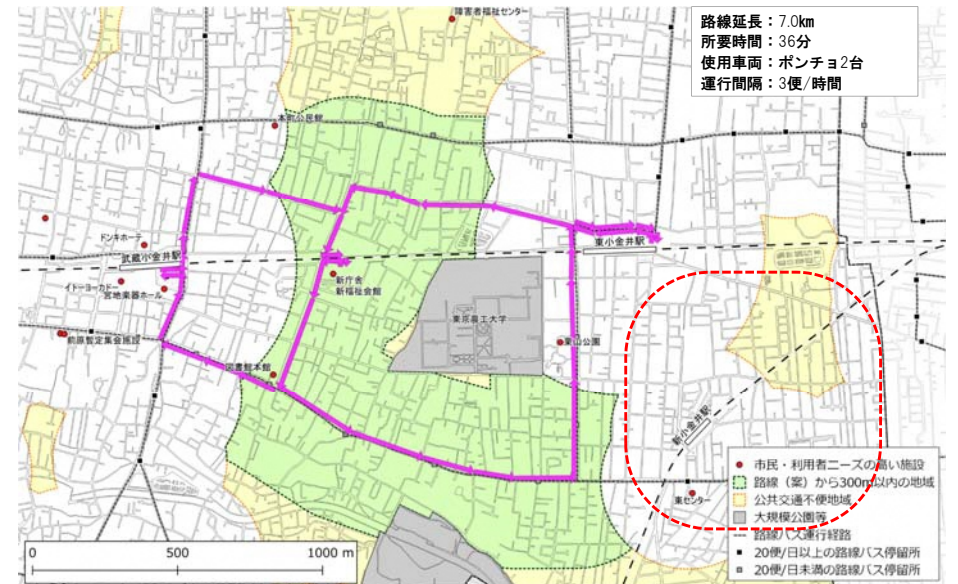 障害者福祉センター
路線延長：7.0km
所要時間：36分
使用車両：ポンチョ2台
運行間隔：3便/時間
本町公民館
ドンキホーテ
武蔵小金井駅
東小金井駅
イトーヨーカドー
宮地楽器ホール
新庁舎
新福祉会館
東京農工大学
前原暫定集会施設
東山公園
図書館本館
新小金井駅
東センター
市民・利用者ニーズの高い施設
路線（案）から300m以内の地域
公共交通不便地域
大規模公園等
路線バス運行経路
20便/日以上の路線バス停留所
20便/日未満の路線バス停留所
0 500 1000 m